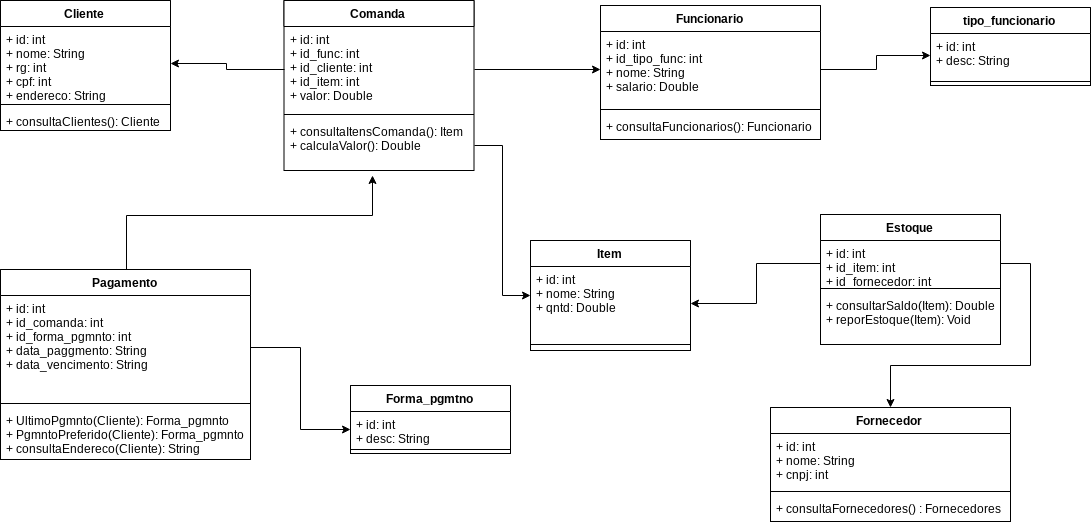 Cliente
+ id: int
+ nome: String
+ rg: int
+ cpf: int
+ endereco: String
+ consultaClientes(): Cliente
Comanda
+ id: int
+ id_func: int
+ id_cliente: int
+ id_item: int
+ valor: Double
+ consultaItensComanda(): Item
+ calculaValor(): Double
Funcionario
+ id: int
+ id_tipo_func: int
+ nome: String
+ salario: Double
+ consultaFuncionarios(): Funcionario
tipo_funcionario
+ id: int
+ desc: String
Pagamento
+ id: int
+ id_comanda: int
+ id_forma_pgmnto: int
+ data_paggmento: String
+ data_vencimento: String
+ UltimoPgmnto(Cliente): Forma_pgmnto
+ PgmntoPreferido(Cliente): Forma_pgmnto
+ consultaEndereco(Cliente): String
Forma_pgmtno
+ id: int
+ desc: String
Item
+ id: int
+ nome: String
+ qntd: Double
Estoque
+ id: int
+ id_item: int
+ id_fornecedor: int
+ consultarSaldo(Item): Double
+ reporEstoque(Item): Void
Fornecedor
+ id: int
+ nome: String
+ cnpj: int
+ consultaFornecedores() : Fornecedores